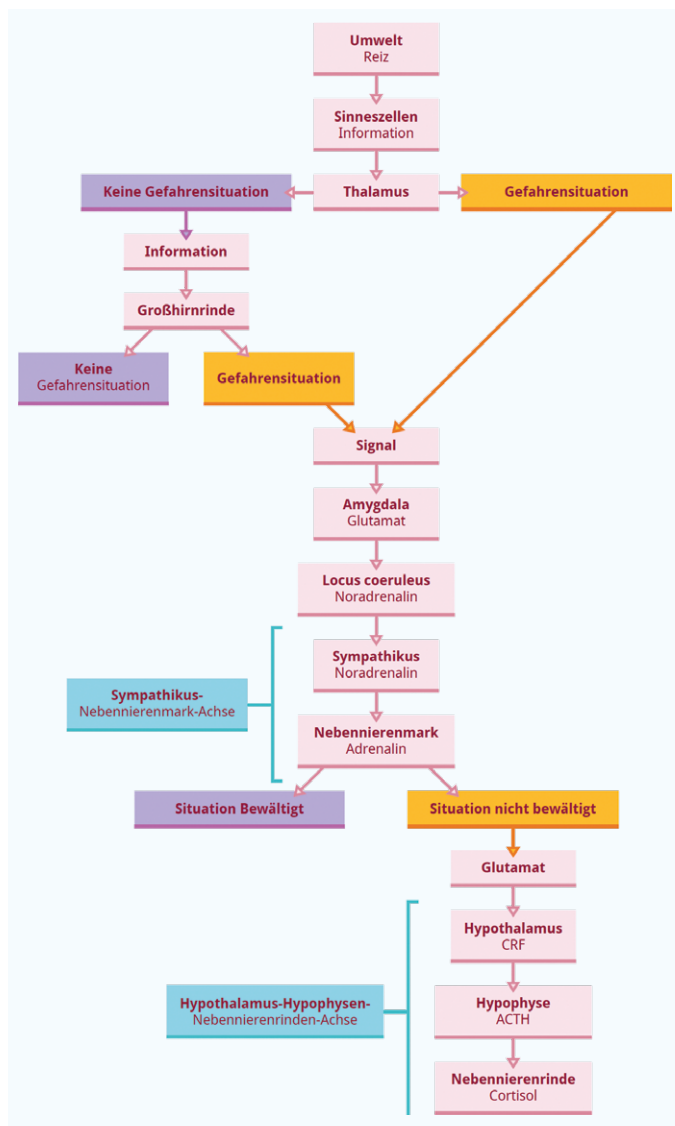 Umwelt
Reiz
Sinneszellen
Information
Keine Gefahrensituation
Thalamus
Gefahrensituation
Information
Großhirnrinde
Keine
Gefahrensituation
Gefahrensituation
Signal
Amygdala
Glutamat
Locus coeruleus
Noradrenalin
Sympathikus
Noradrenalin
Sympathikus-
Nebennierenmark-Achse
Nebennierenmark
Adrenalin
Situation Bewältigt
Situation nicht bewältigt
Glutamat
Hypothalamus
CRF
Hypothalamus-Hypophysen-
Nebennierenrinden-Achse
Hypophyse
ACTH
Nebennierenrinde
Cortisol